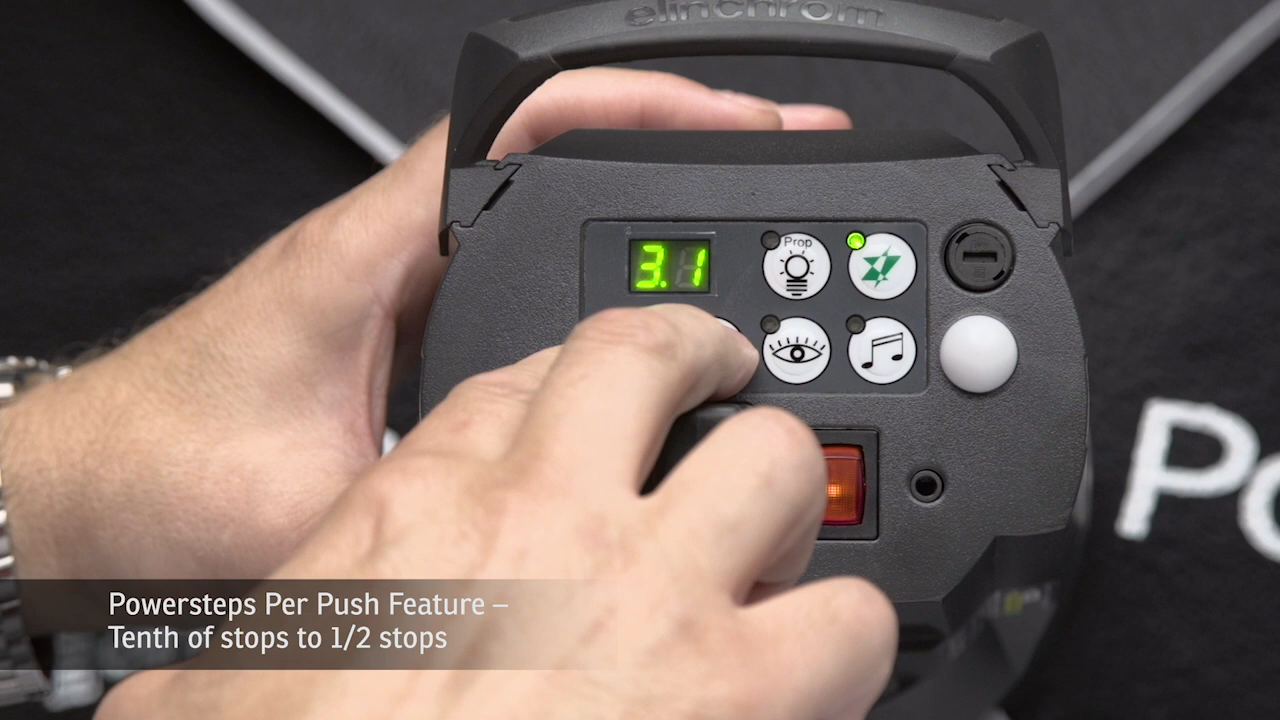 elinchrom
3.1
Prop
Po
Powersteps Per Push Feature –
Tenth of stops to 1/2 stops